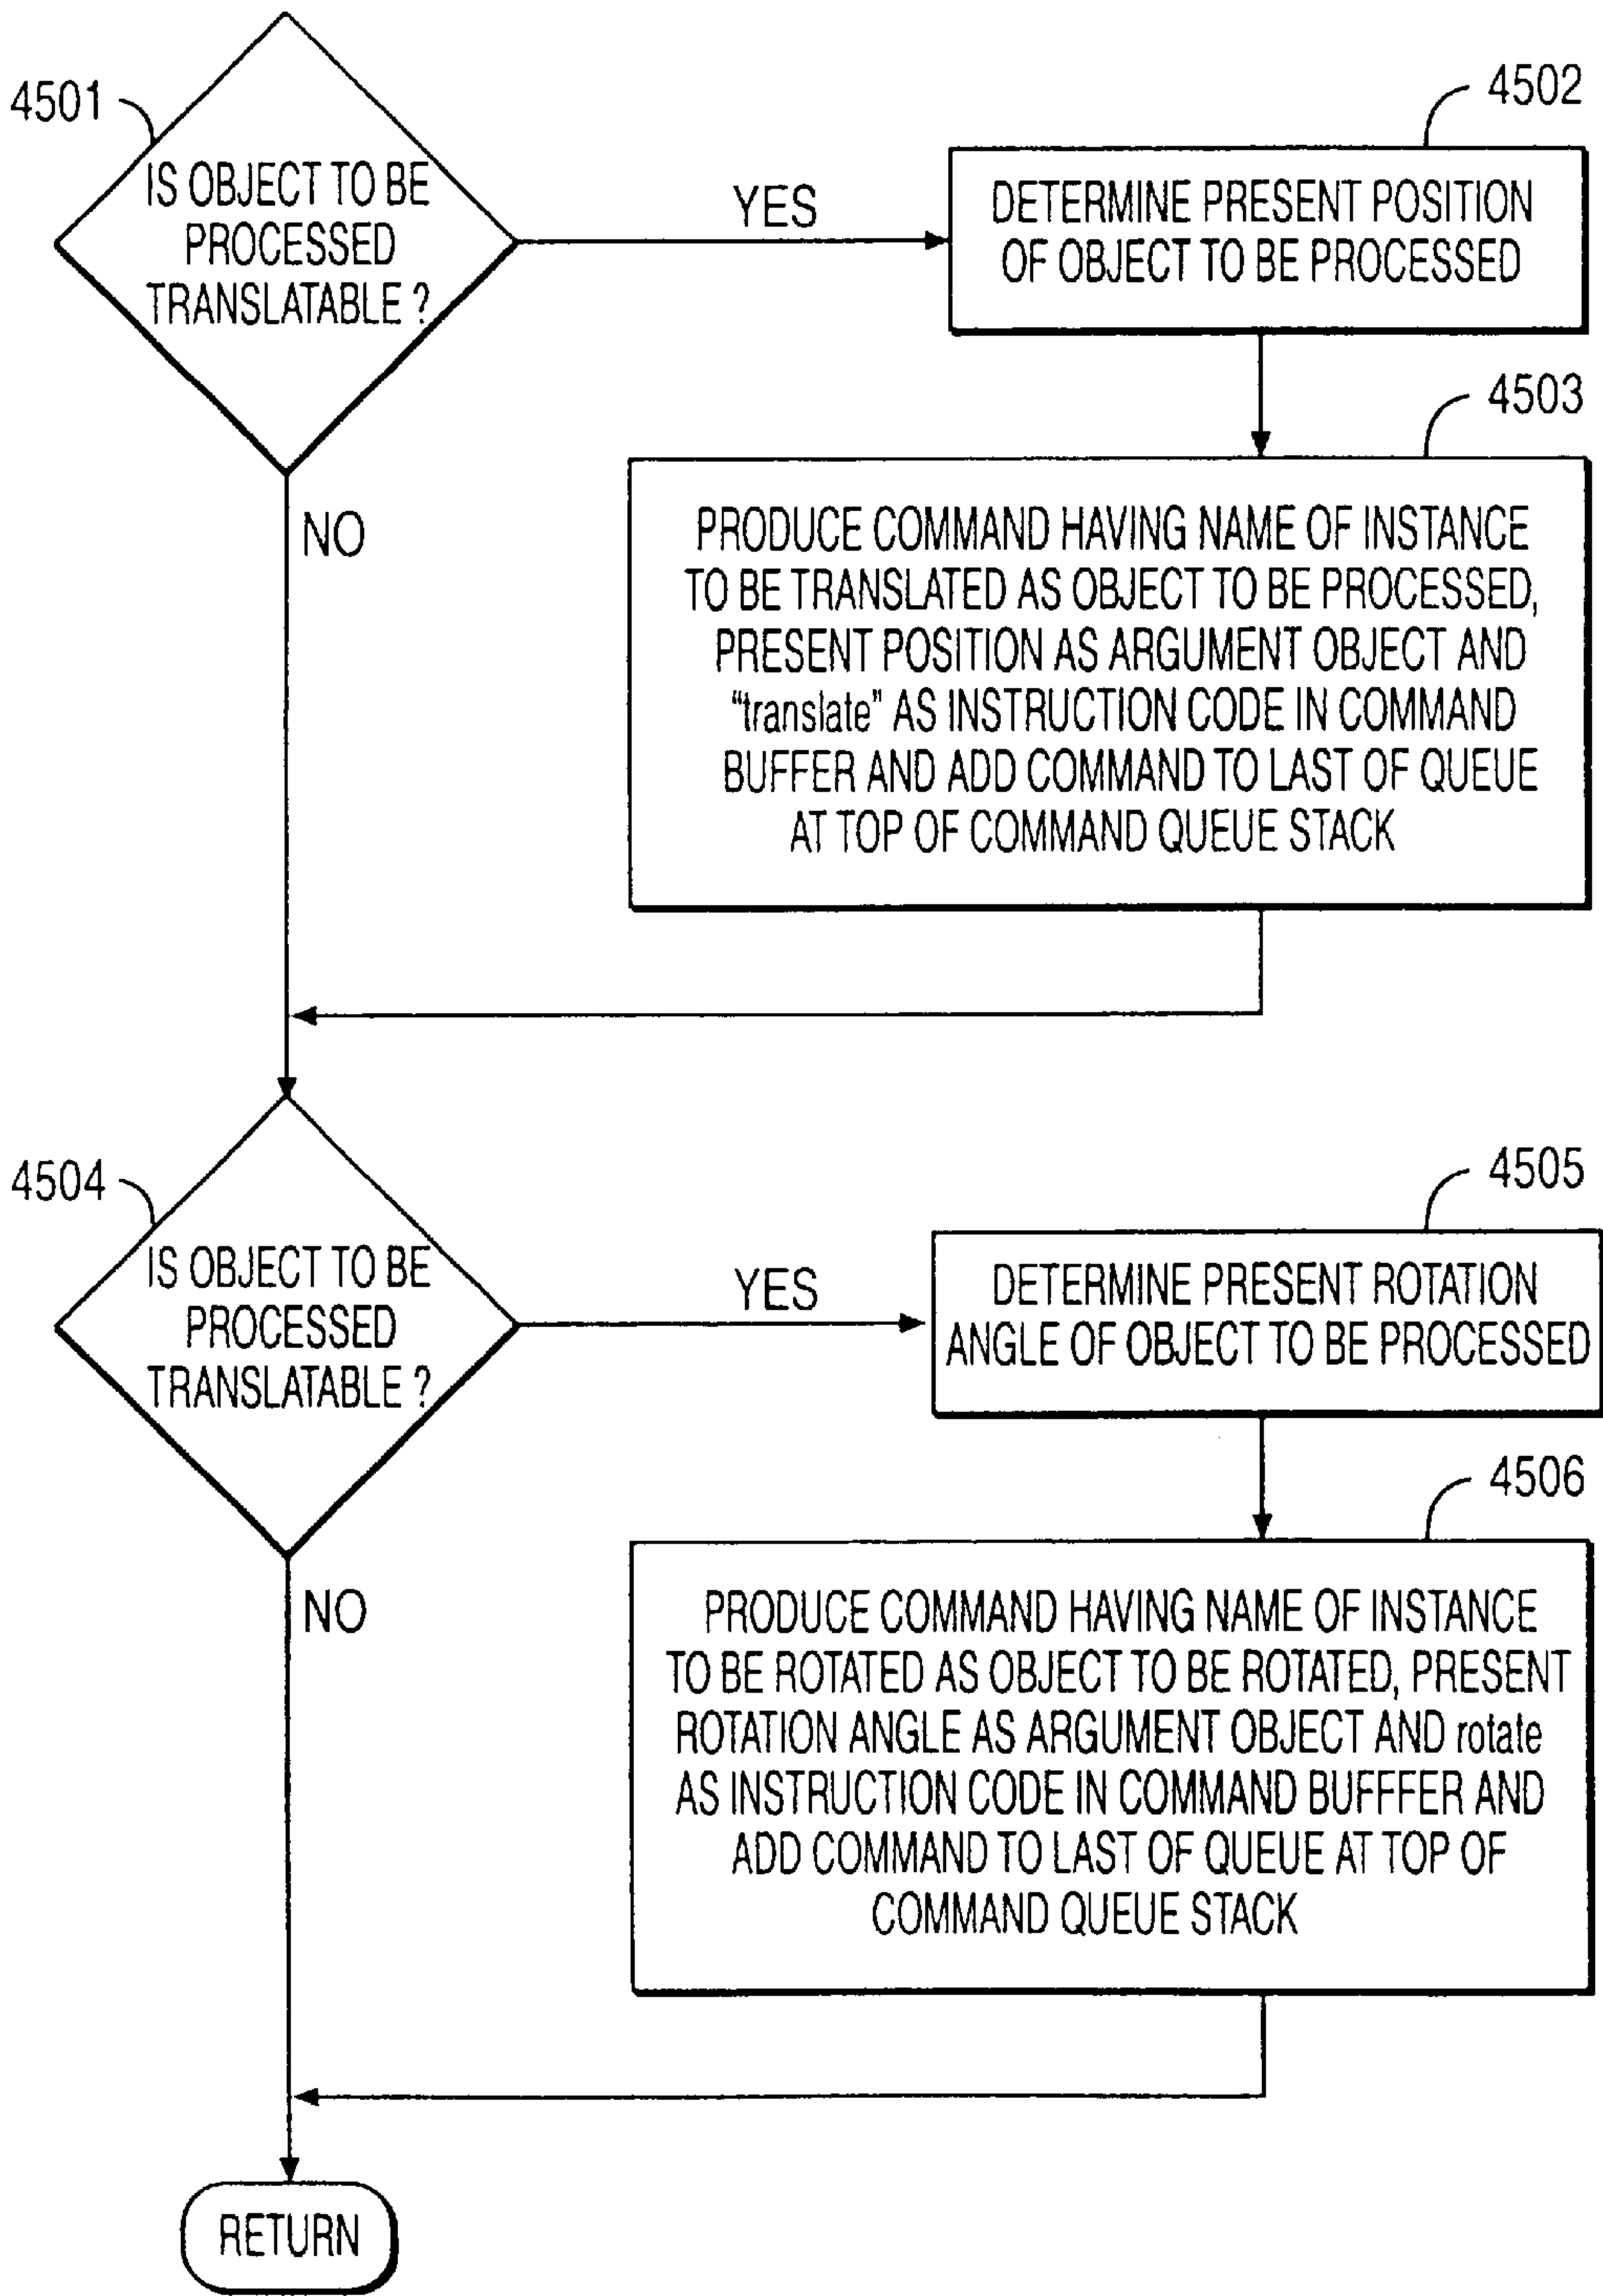 4501
IS OBJECT TO BE
PROCESSED
TRANSLATABLE ?
YES
NO
4502
DETERMINE PRESENT POSITION
OF OBJECT TO BE PROCESSED
4503
PRODUCE COMMAND HAVING NAME OF INSTANCE
TO BE TRANSLATED AS OBJECT TO BE PROCESSED,
PRESENT POSITION AS ARGUMENT OBJECT AND
“translate” AS INSTRUCTION CODE IN COMMAND
BUFFER AND ADD COMMAND TO LAST OF QUEUE
AT TOP OF COMMAND QUEUE STACK
4504
IS OBJECT TO BE
PROCESSED
TRANSLATABLE ?
YES
NO
4505
DETERMINE PRESENT ROTATION
ANGLE OF OBJECT TO BE PROCESSED
4506
PRODUCE COMMAND HAVING NAME OF INSTANCE
TO BE ROTATED AS OBJECT TO BE ROTATED, PRESENT
ROTATION ANGLE AS ARGUMENT OBJECT AND rotate
AS INSTRUCTION CODE IN COMMAND BUFFFER AND
ADD COMMAND TO LAST OF QUEUE AT TOP OF
COMMAND QUEUE STACK
RETURN